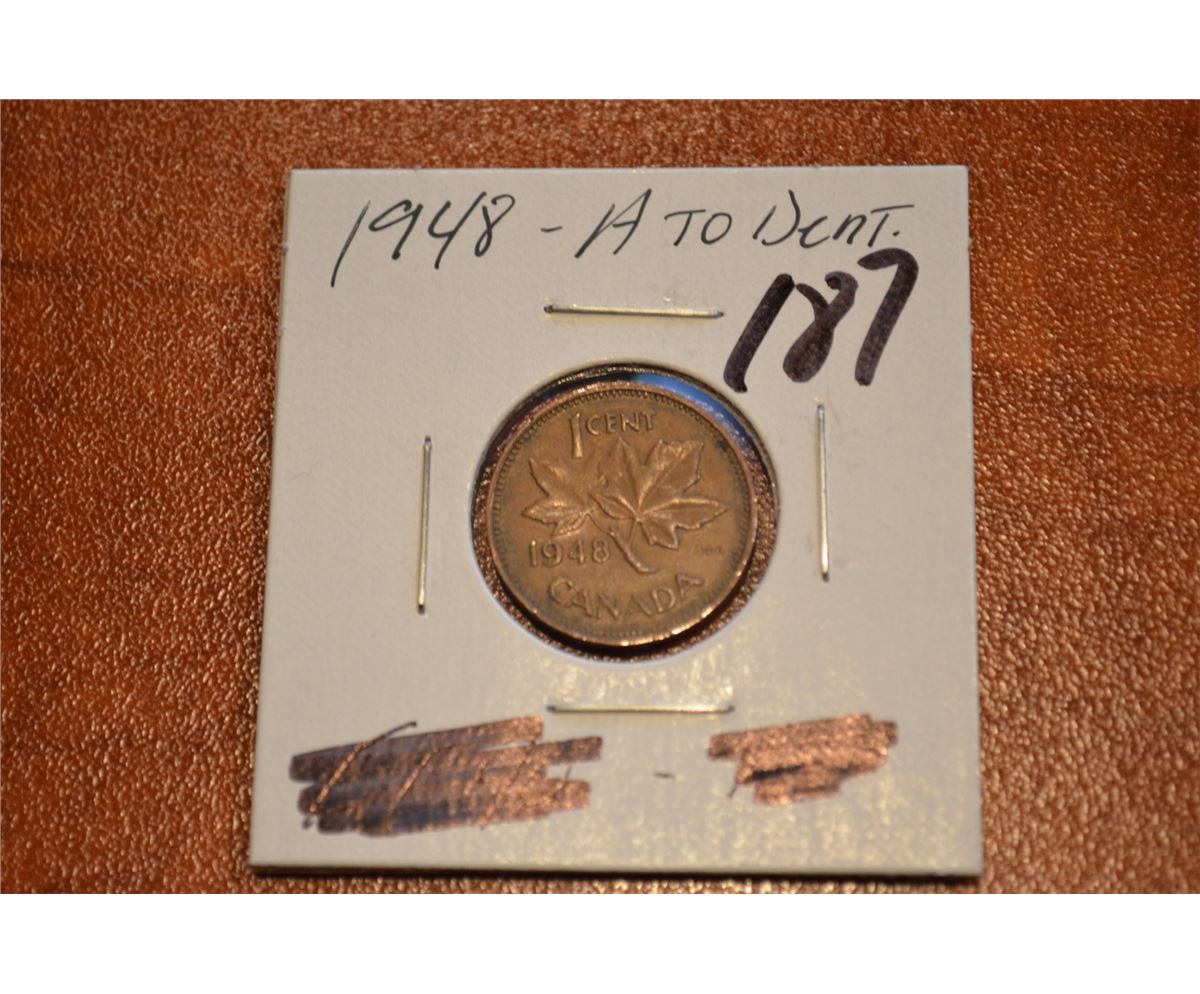 1948 - A TO Dent.
187
1 CENT
1948
CANADA